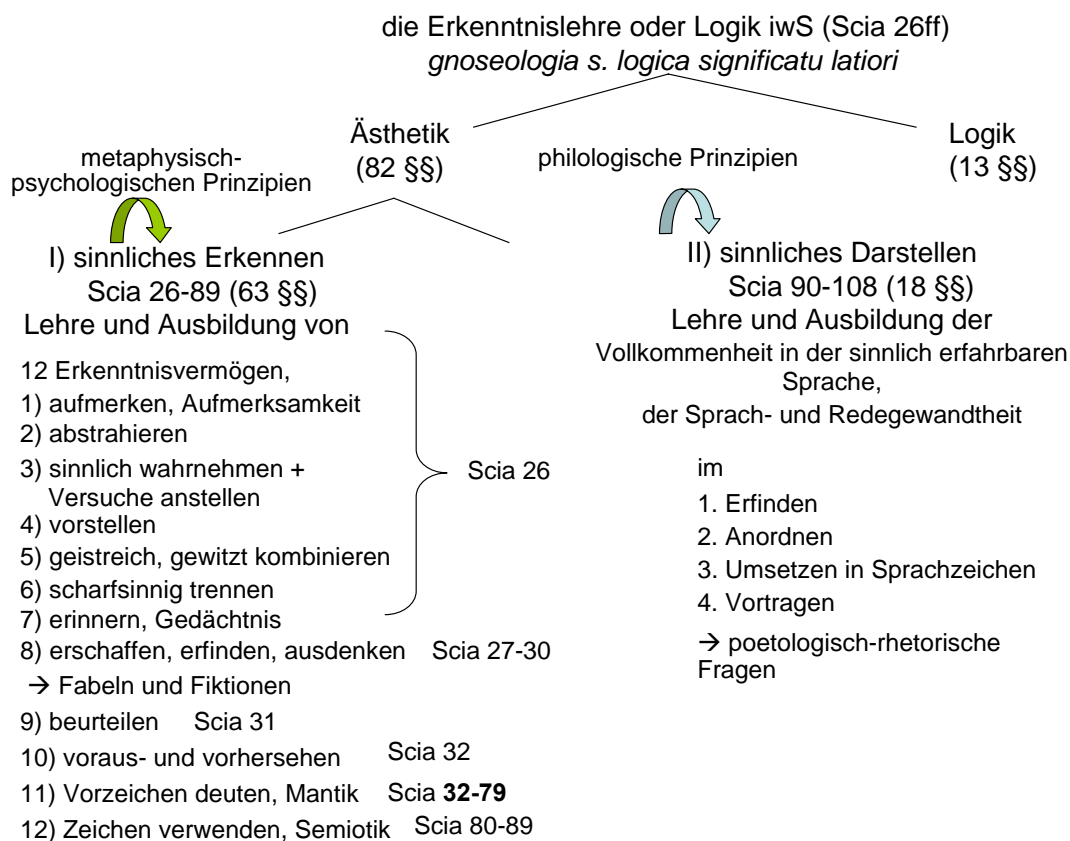 die Erkenntnislehre oder Logik iwS (Scia 26ff)
gnoseologia s. logica significatu latiori
Ästhetik
(82 §§)
Logik
(13 §§)
metaphysisch-
psychologischen Prinzipien
philologische Prinzipien
I) sinnliches Erkennen
Scia 26-89 (63 §§)
Lehre und Ausbildung von
12 Erkenntnisvermögen,
1) aufmerken, Aufmerksamkeit
2) abstrahieren
3) sinnlich wahrnehmen +
Versuche anstellen
4) vorstellen
5) geistreich, gewitzt kombinieren
6) scharfsinnig trennen
7) erinnern, Gedächtnis
Scia 26
8) erschaffen, erfinden, ausdenken Scia 27-30
→ Fabeln und Fiktionen
9) beurteilen Scia 31
10) voraus- und vorhersehen Scia 32
11) Vorzeichen deuten, Mantik Scia 32-79
12) Zeichen verwenden, Semiotik Scia 80-89
II) sinnliches Darstellen
Scia 90-108 (18 §§)
Lehre und Ausbildung der
Vollkommenheit in der sinnlich erfahrbaren
Sprache,
der Sprach- und Redegewandtheit
im
1. Erfinden
2. Anordnen
3. Umsetzen in Sprachzeichen
4. Vortragen
→ poetologisch-rhetorische
Fragen